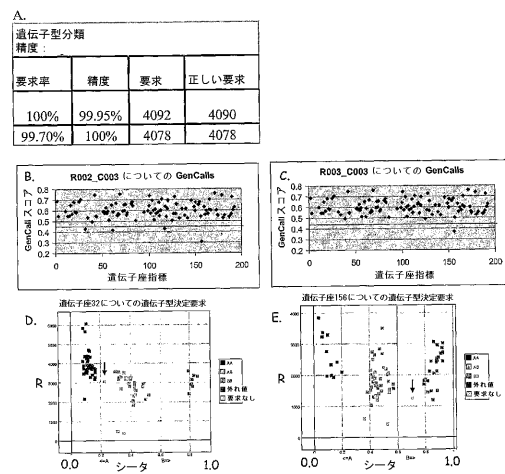 A.
遺伝子型分類
精度：
要求率 精度 要求 正しい要求
100% 99.95% 4092 4090
99.70% 100% 4078 4078
B. R002_C003 についての GenCalls
GenCall スコア
0.8
0.7
0.6
0.5
0.4
0.3
0.2
0 50 100 150 200
遺伝子座指標
C. R003_C003 についての GenCalls
GenCall スコア
0.8
0.7
0.6
0.5
0.4
0.3
0.2
0 50 100 150 200
遺伝子座指標
遺伝子座32についての遺伝子型決定要求
D.
R
AA
AB
BB
外れ値
要求なし
<=A B=>
0.0 シータ 1.0
遺伝子座156についての遺伝子型決定要求
E.
R
AA
AB
BB
外れ値
要求なし
<=A B=>
0.0 シータ 1.0